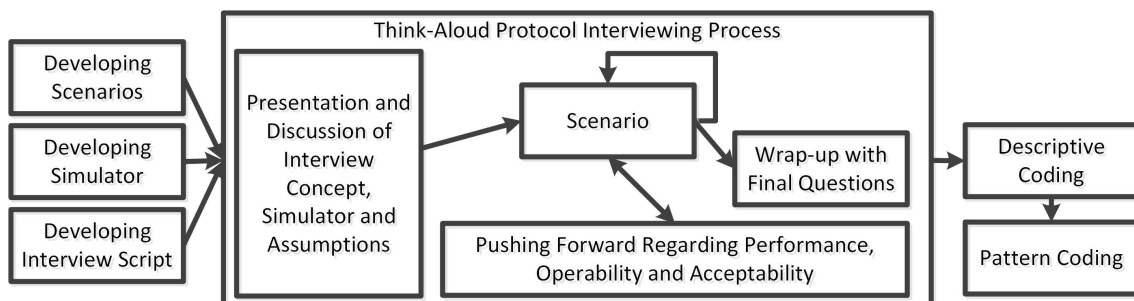 Think-Aloud Protocol Interviewing Process
Developing
Scenarios
Developing
Simulator
Developing
Interview Script
Presentation and
Discussion of
Interview
Concept,
Simulator and
Assumptions
Scenario
Wrap-up with
Final Questions
Pushing Forward Regarding Performance,
Operability and Acceptability
Descriptive
Coding
Pattern Coding